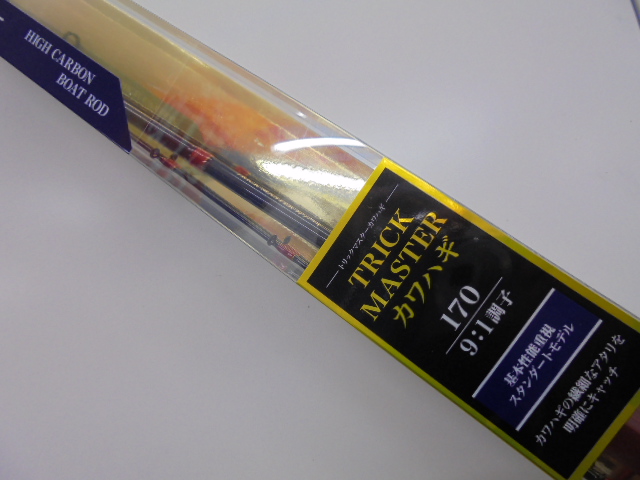 HIGH CARBON
BOAT ROD
トリックマスターカワハギ
TRICK
MASTER
カワハギ
170
9:1調子
基本性能重視
スタンダートモデル
カワハギの繊細なアタリを
明確にキャッチ